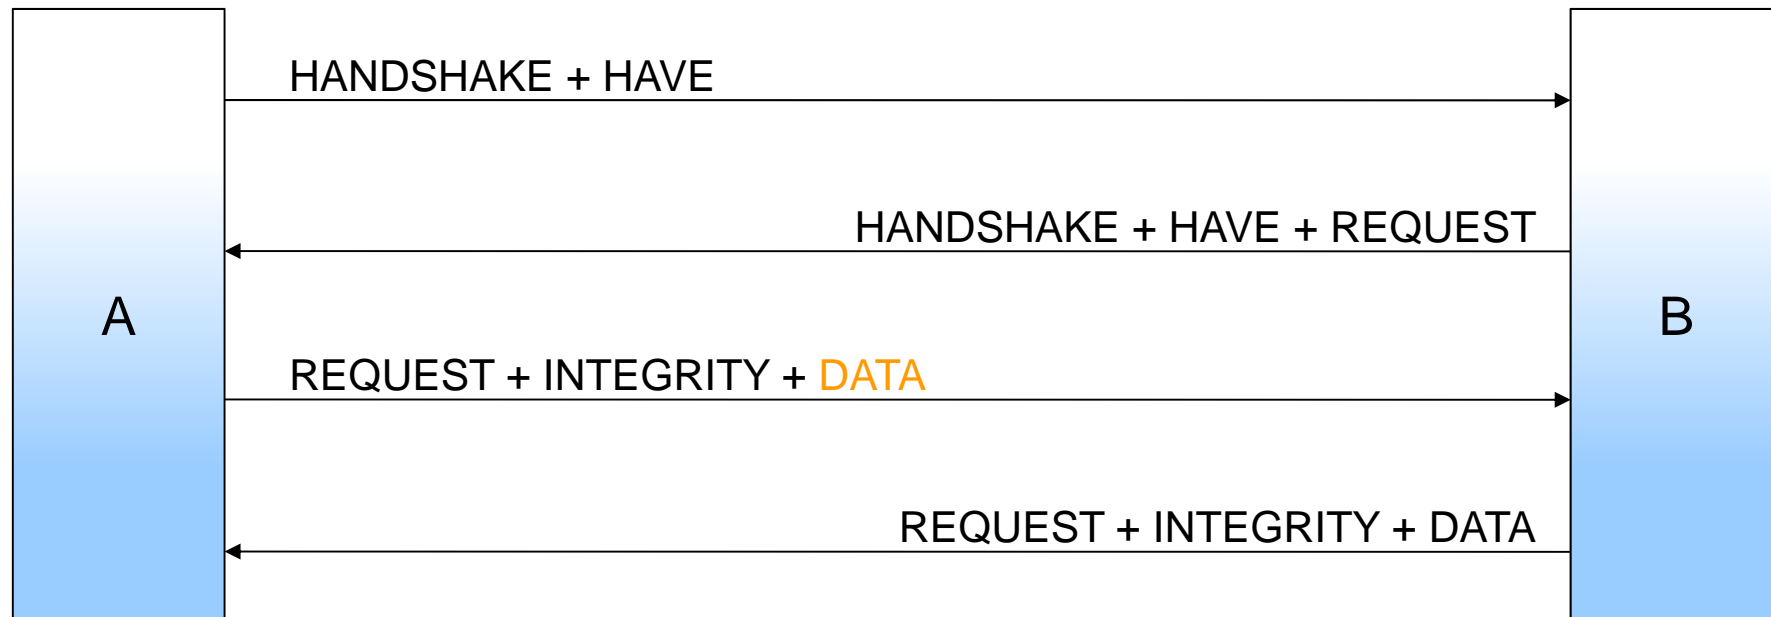 HANDSHAKE + HAVE
HANDSHAKE + HAVE + REQUEST
A
B
REQUEST + INTEGRITY + DATA
REQUEST + INTEGRITY + DATA